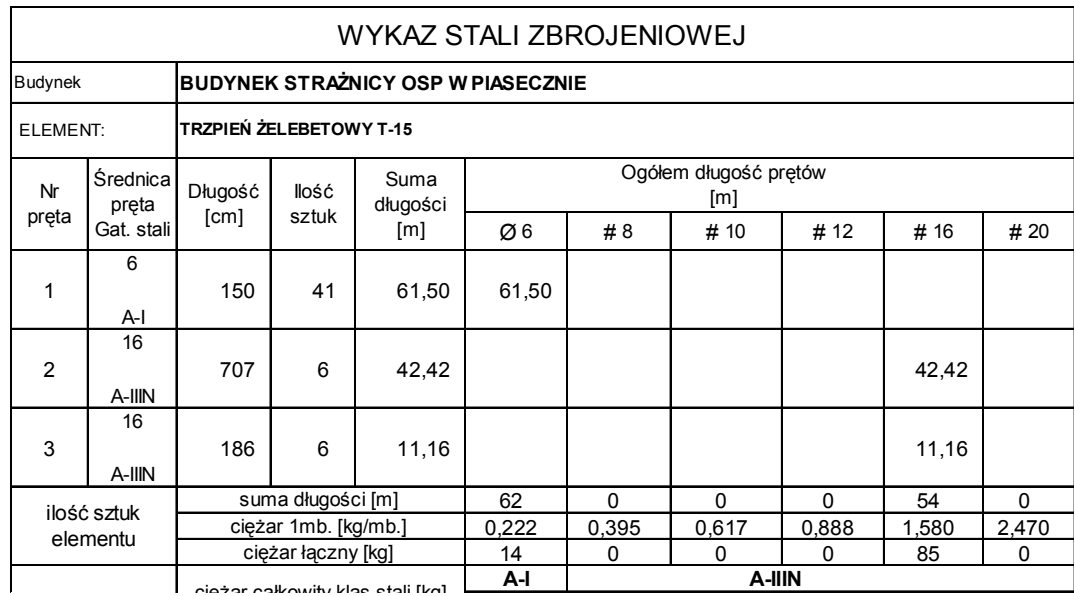 WYKAZ STALI ZBROJENIOWEJ
Budynek BUDYNEK STRAŻNICY OSP W PIASECZNIE
ELEMENT: TRZPIEŃ ŻELEBETOWY T-15
Nr pręta Średnica pręta Gat. stali Długość [cm] Ilość sztuk Suma długości [m] Ogółem długość prętów [m]
Ø 6 # 8 # 10 # 12 # 16 # 20
1 6 A-I 150 41 61,50 61,50
2 16 A-IIIN 707 6 42,42 42,42
3 16 A-IIIN 186 6 11,16 11,16
ilość sztuk elementu
suma długości [m] 62 0 0 0 54 0
ciężar 1mb. [kg/mb.] 0,222 0,395 0,617 0,888 1,580 2,470
ciężar łączny [kg] 14 0 0 0 85 0
ciężar całkowity klas stali [kg] A-I A-IIIN